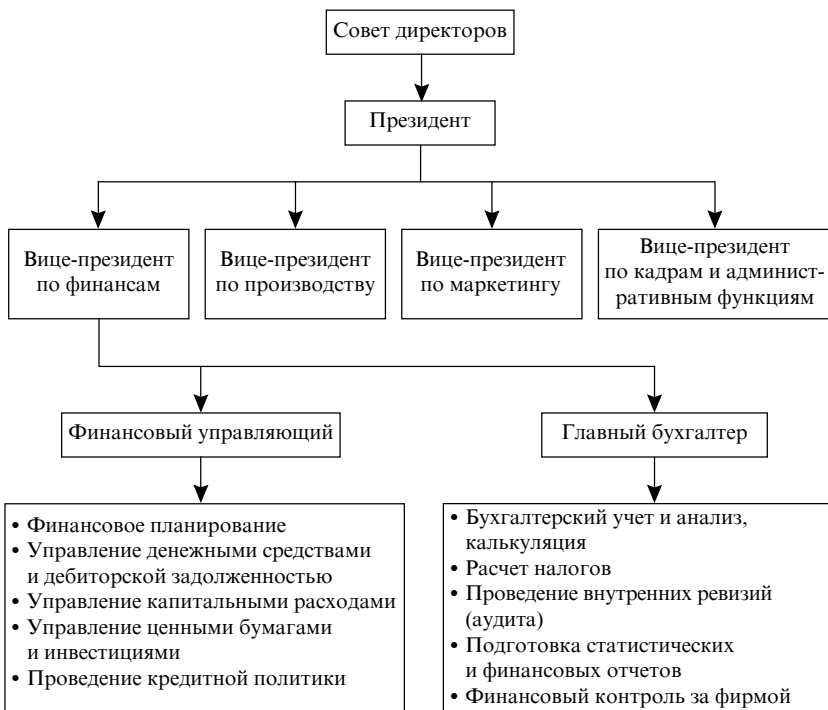 Совет директоров
Президент
Вице-президент
по финансам
Вице-президент
по производству
Вице-президент
по маркетингу
Вице-президент
по кадрам и админист-
ративным функциям
Финансовый управляющий
Главный бухгалтер
• Финансовое планирование
• Управление денежными средствами
и дебиторской задолженностью
• Управление капитальными расходами
• Управление ценными бумагами
и инвестициями
• Проведение кредитной политики
• Бухгалтерский учет и анализ,
калькуляция
• Расчет налогов
• Проведение внутренних ревизий
(аудита)
• Подготовка статистических
и финансовых отчетов
• Финансовый контроль за фирмой